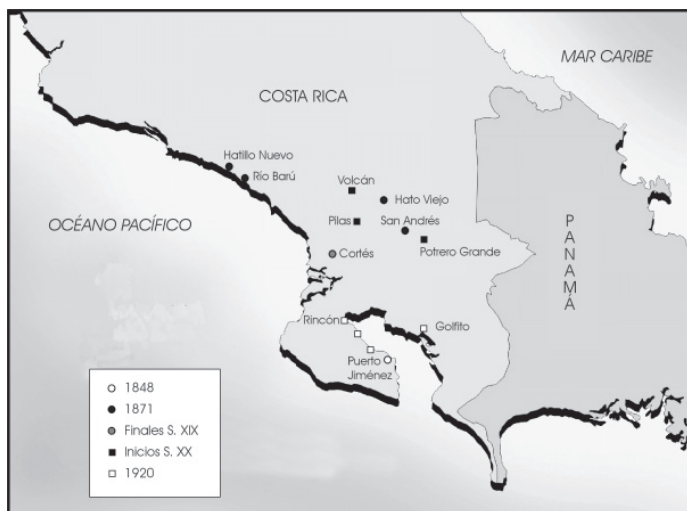 MAR CARIBE
COSTA RICA
Hatillo Nuevo
Río Barú
Volcán
Hato Viejo
OCÉANO PACÍFICO
Pilas
San Andrés
Potrero Grande
Cortés
PANAMÁ
Rincón
Golfito
Puerto
Jiménez
1848
1871
Finales S. XIX
Inicios S. XX
1920